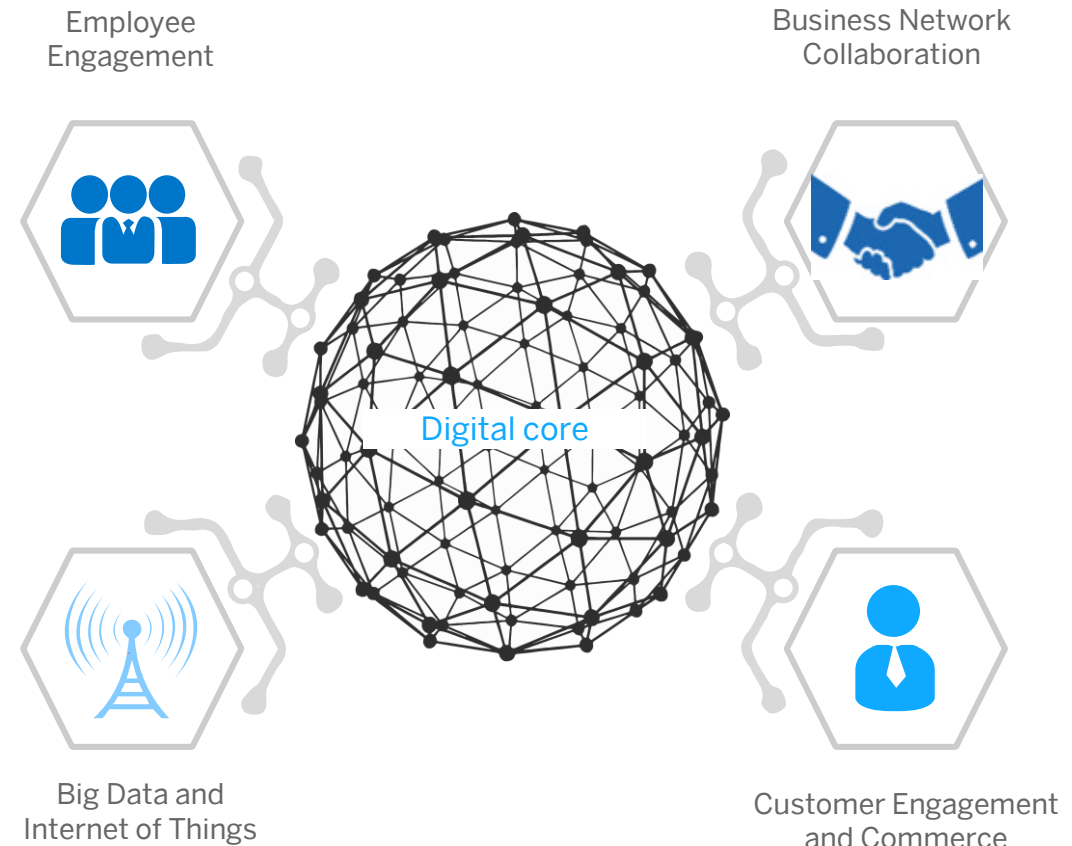 Employee
Engagement
Business Network
Collaboration
Digital core
Big Data and
Internet of Things
Customer Engagement
and Commerce